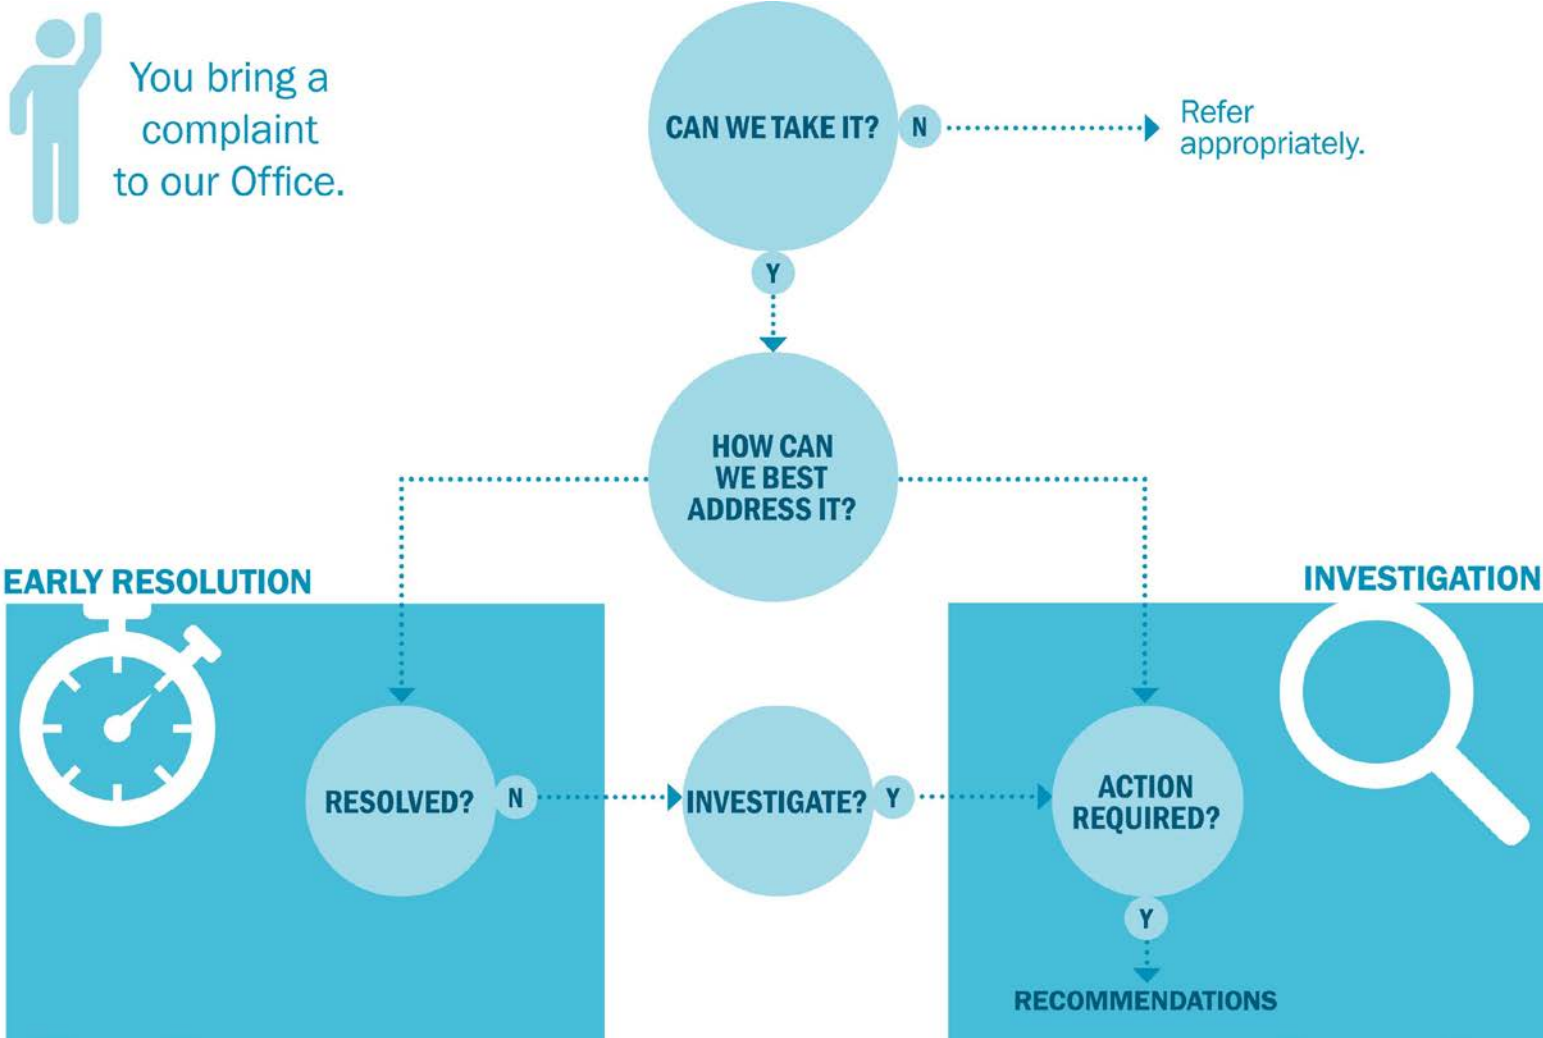 You bring a
complaint
to our Office.
CAN WE TAKE IT?
N
Refer
appropriately.
Y
HOW CAN
WE BEST
ADDRESS IT?
EARLY RESOLUTION
INVESTIGATION
RESOLVED?
N
INVESTIGATE?
Y
ACTION
REQUIRED?
Y
RECOMMENDATIONS